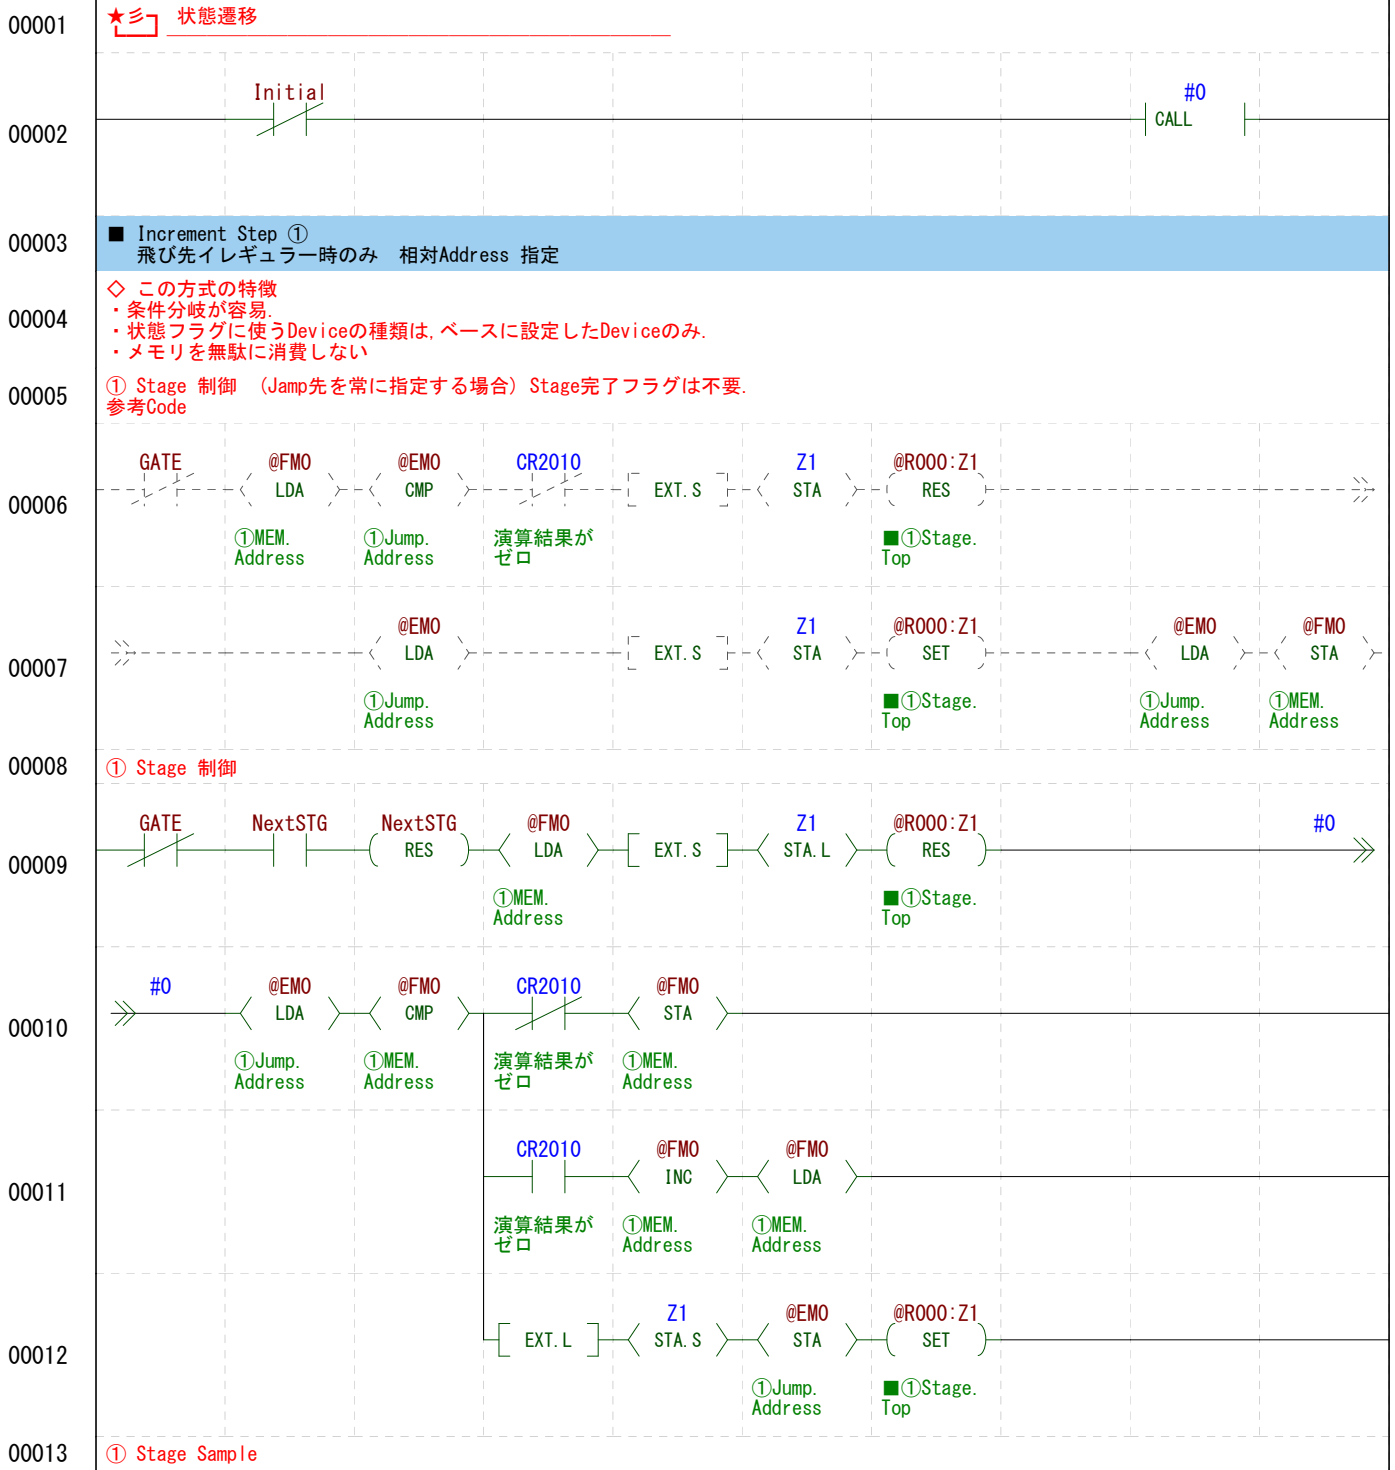 00001 ★彡 状態遷移
Initial #0
00002 CALL
00003 ■ Increment Step ①
飛び先イレギュラー時のみ 相対Address 指定
◇ この方式の特徴
00004 ・条件分岐が容易.
・状態フラグに使うDeviceの種類は,ベースに設定したDeviceのみ.
・メモリを無駄に消費しない
00005 ① Stage 制御 (Jamp先を常に指定する場合) Stage完了フラグは不要.
参考Code
GATE @FM0 @EM0 CR2010 Z1 @R000:Z1
00006 LDA CMP EXT.S STA RES
①MEM. ①Jump. 演算結果が ■①Stage.
Address Address ゼロ Top
@EM0 Z1 @R000:Z1 @EM0 @FM0
00007 LDA EXT.S STA SET LDA STA
①Jump. ■①Stage. ①Jump. ①MEM.
Address Top Address Address
00008 ① Stage 制御
GATE NextSTG NextSTG @FM0 Z1 @R000:Z1 #0
00009 RES LDA EXT.S STA.L RES
①MEM. ■①Stage.
Address Top
#0 @EM0 @FM0 CR2010 @FM0
00010 LDA CMP STA
①Jump. ①MEM. 演算結果が ①MEM.
Address Address ゼロ Address
CR2010 @FM0 @FM0
00011 INC LDA
演算結果が ①MEM. ①MEM.
ゼロ Address Address
Z1 @EM0 @R000:Z1
00012 EXT.L STA.S STA SET
①Jump. ■①Stage.
Address Top
00013 ① Stage Sample